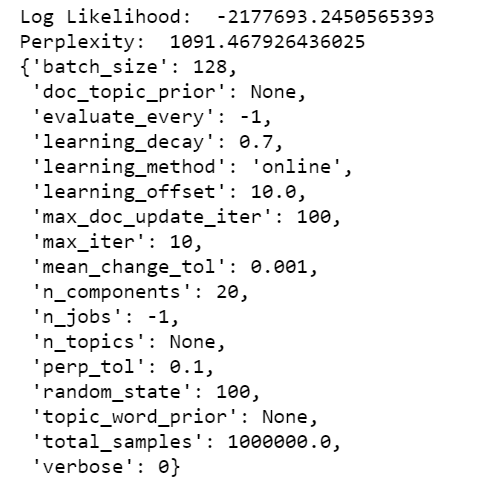 Log Likelihood:  -2177693.2450565393
Perplexity:  1091.467926436025
{'batch_size': 128,
 'doc_topic_prior': None,
 'evaluate_every': -1,
 'learning_decay': 0.7,
 'learning_method': 'online',
 'learning_offset': 10.0,
 'max_doc_update_iter': 100,
 'max_iter': 10,
 'mean_change_tol': 0.001,
 'n_components': 20,
 'n_jobs': -1,
 'n_topics': None,
 'perp_tol': 0.1,
 'random_state': 100,
 'topic_word_prior': None,
 'total_samples': 1000000.0,
 'verbose': 0}